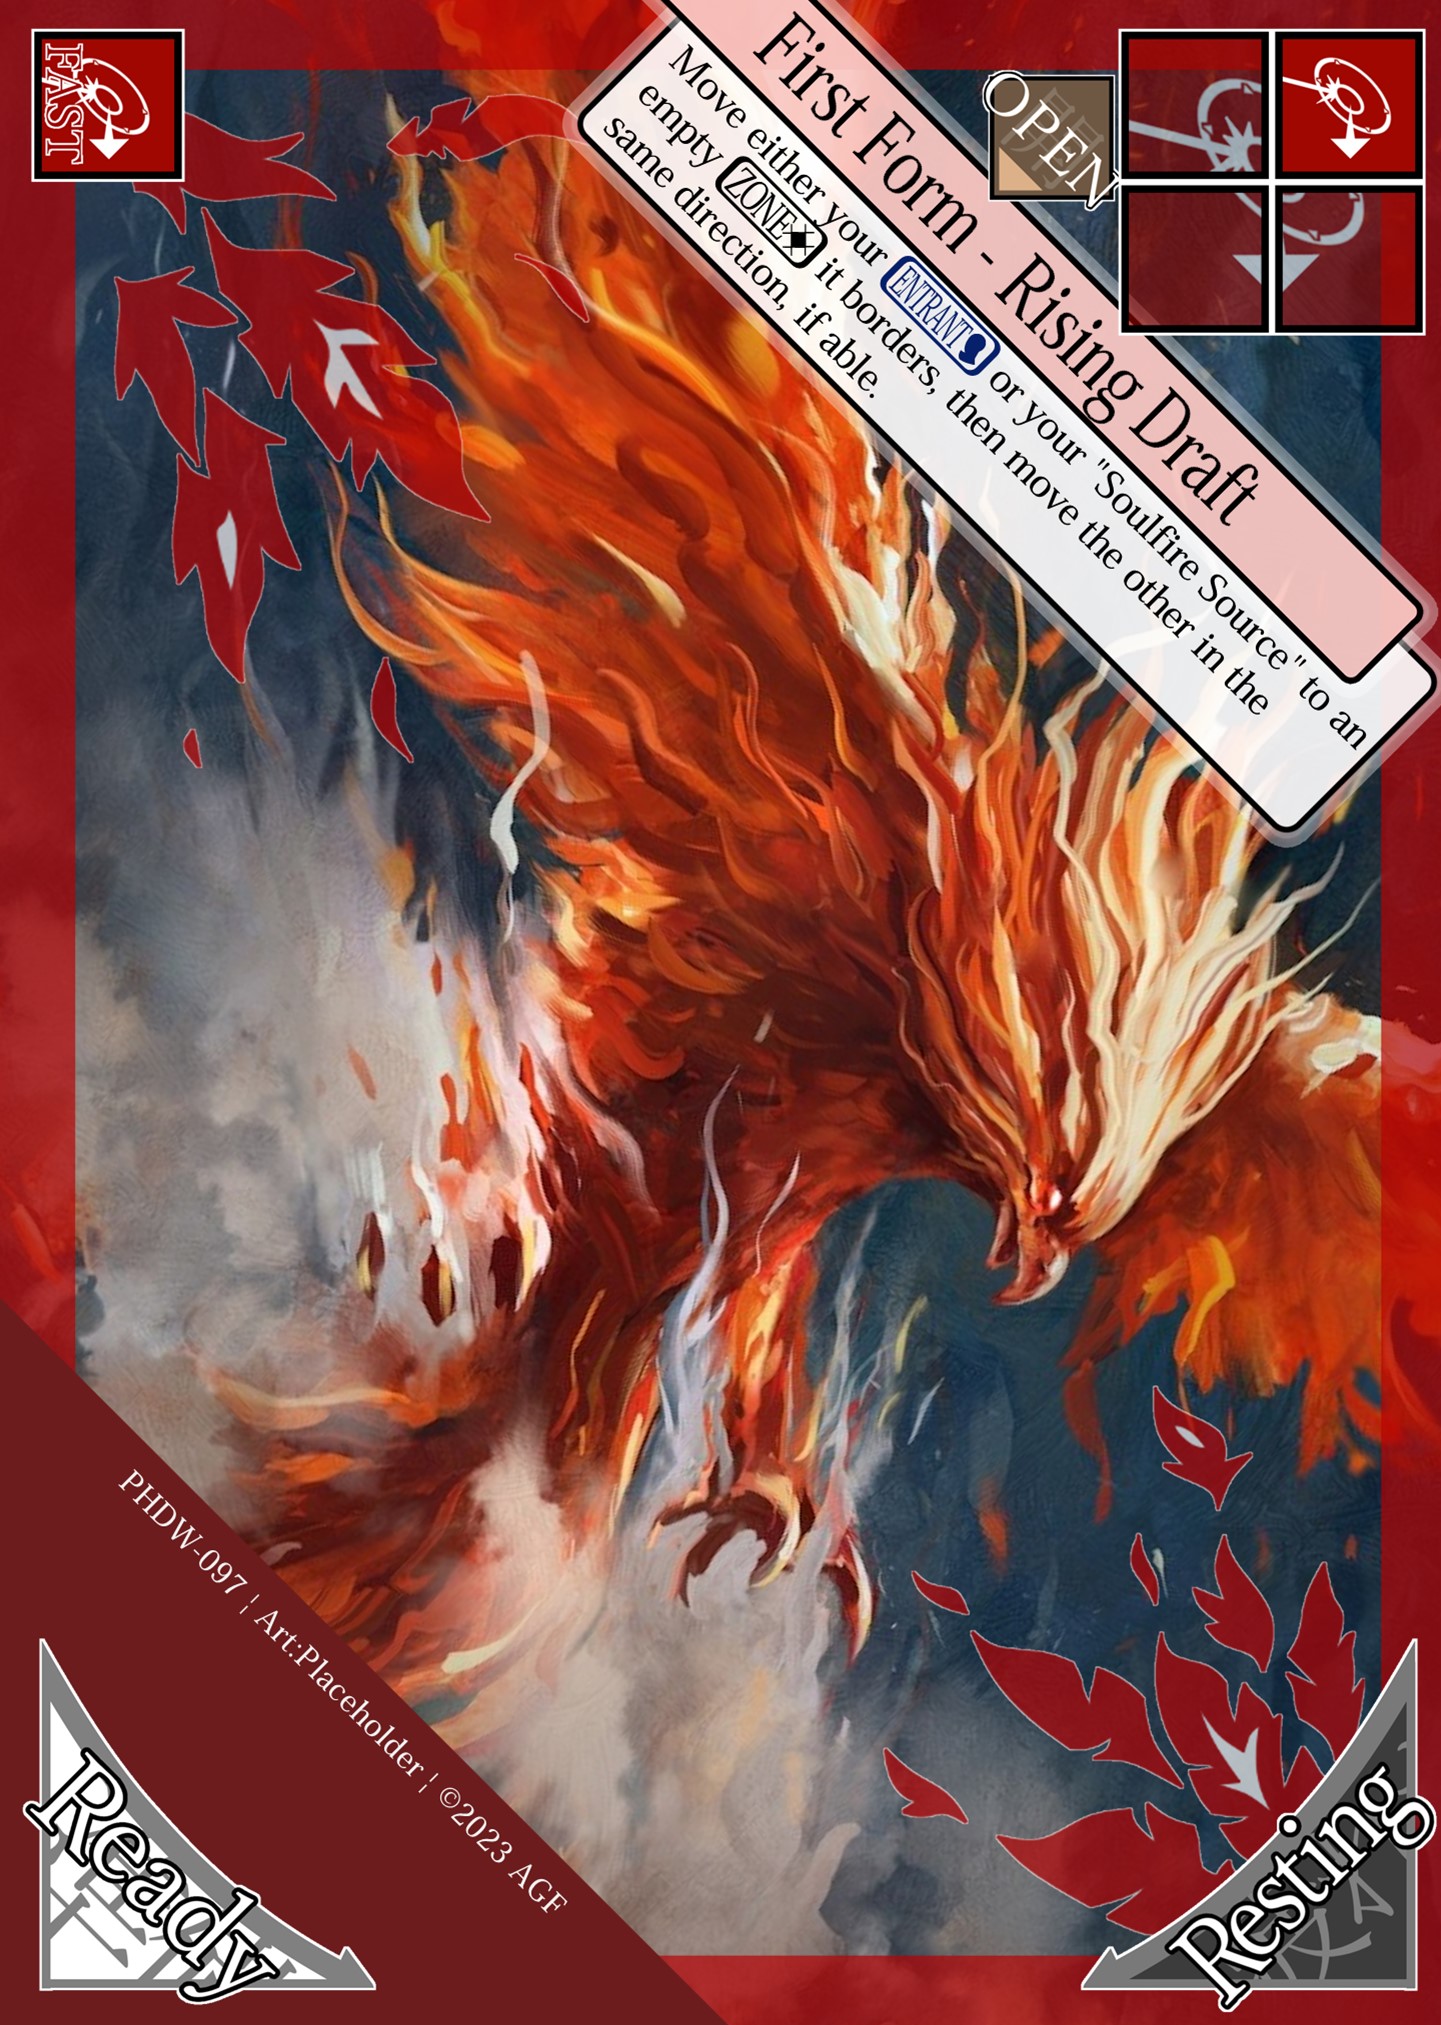 FAST
First Form - Rising Draft
Move either your ENTRANT or your "Soulfire Source" to an
empty ZONE it borders, then move the other in the
same direction, if able.
OPEN
PHDW-097 ¦ Art:Placeholder ¦ ©2023 AGF
Ready
Resting